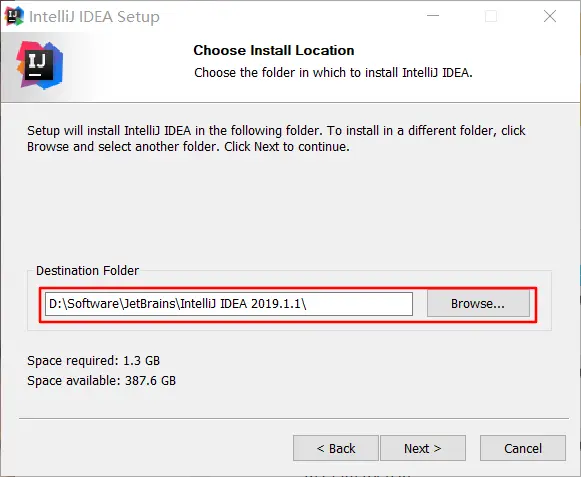 IntelliJ IDEA Setup
IJ
Choose Install Location
Choose the folder in which to install IntelliJ IDEA.
Setup will install IntelliJ IDEA in the following folder. To install in a different folder, click
Browse and select another folder. Click Next to continue.
Destination Folder
D:\Software\JetBrains\IntelliJ IDEA 2019.1.1\
Browse...
Space required: 1.3 GB
Space available: 387.6 GB
< Back
Next >
Cancel